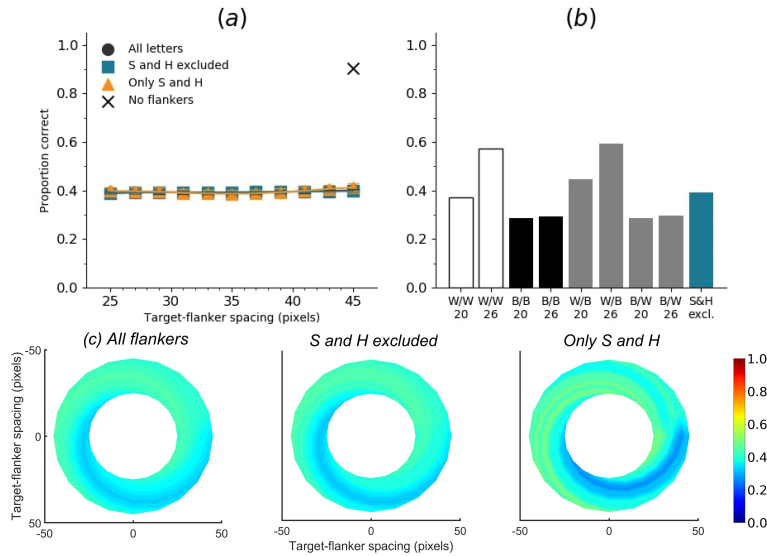 (a)
Proportion correct
1.0
0.8
0.6
0.4
0.2
0.0
All letters
S and H excluded
Only S and H
No flankers
25 30 35 40 45
Target-flanker spacing (pixels)
(b)
1.0
0.8
0.6
0.4
0.2
0.0
W/W W/W B/B B/B W/B W/B B/W B/W S&H
20 26 20 26 20 26 20 26 excl.
(c) All flankers
S and H excluded
Only S and H
Target-flanker spacing (pixels)
-50
0
50
-50 0 50
-50 0 50
-50 0 50
Target-flanker spacing (pixels)
1.0
0.8
0.6
0.4
0.2
0.0